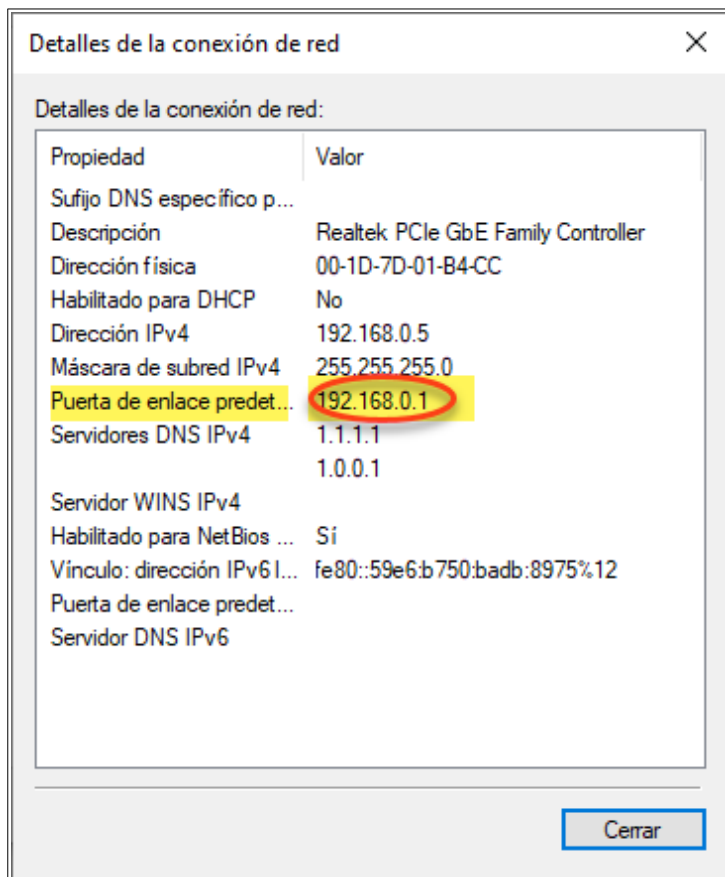 Detalles de la conexión de red
Detalles de la conexión de red:
Propiedad Valor
Sufijo DNS específico p...
Descripción Realtek PCIe GbE Family Controller
Dirección física 00-1D-7D-01-B4-CC
Habilitado para DHCP No
Dirección IPv4 192.168.0.5
Máscara de subred IPv4 255.255.255.0
Puerta de enlace predet... 192.168.0.1
Servidores DNS IPv4 1.1.1.1
1.0.0.1
Servidor WINS IPv4
Habilitado para NetBios ... Sí
Vínculo: dirección IPv6 l... fe80::59e6:b750:badb:8975%12
Puerta de enlace predet...
Servidor DNS IPv6
Cerrar